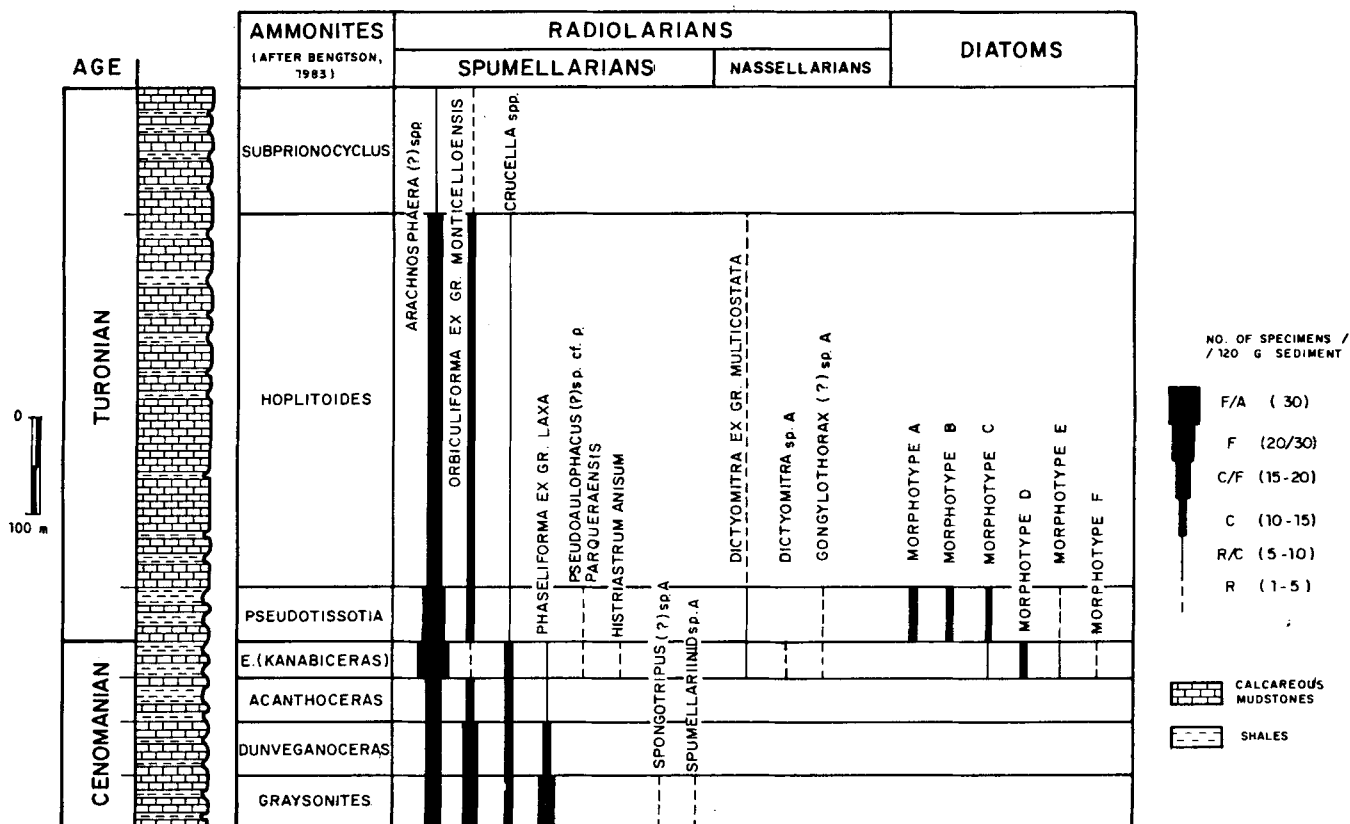 AGE
AMMONITES
(AFTER BENGTSON,
1983)
RADIOLARIANS
SPUMELLARIANS
NASSELLARIANS
DIATOMS
TURONIAN
CENOMANIAN
0
100 m
SUBPRIONOCYCLUS
HOPLITOIDES
PSEUDOTISSOTIA
E.(KANABICERAS)
ACANTHOCERAS
DUNVEGANOCERAS
GRAYSONITES
ARACHNOSPHAERA (?) spp.
ORBICULIFORMA EX GR. MONTICELLOENSIS
CRUCELLA spp.
PHASELIFORMA EX GR. LAXA
PSEUDOAULOPHACUS (?) sp. cf. P.
PARQUERAENSIS
HISTRIASTRUM ANISUM
SPONGOTRIPUS (?) sp. A
SPUMELLARIINID sp. A
DICTYOMITRA EX GR. MULTICOSTATA
DICTYOMITRA sp. A
GONGYLOTHORAX (?) sp. A
MORPHOTYPE A
MORPHOTYPE B
MORPHOTYPE C
MORPHOTYPE D
MORPHOTYPE E
MORPHOTYPE F
NO. OF SPECIMENS /
/ 120 G SEDIMENT
F/A (30)
F (20/30)
C/F (15-20)
C (10-15)
R/C (5-10)
R (1-5)
CALCAREOUS
MUDSTONES
SHALES